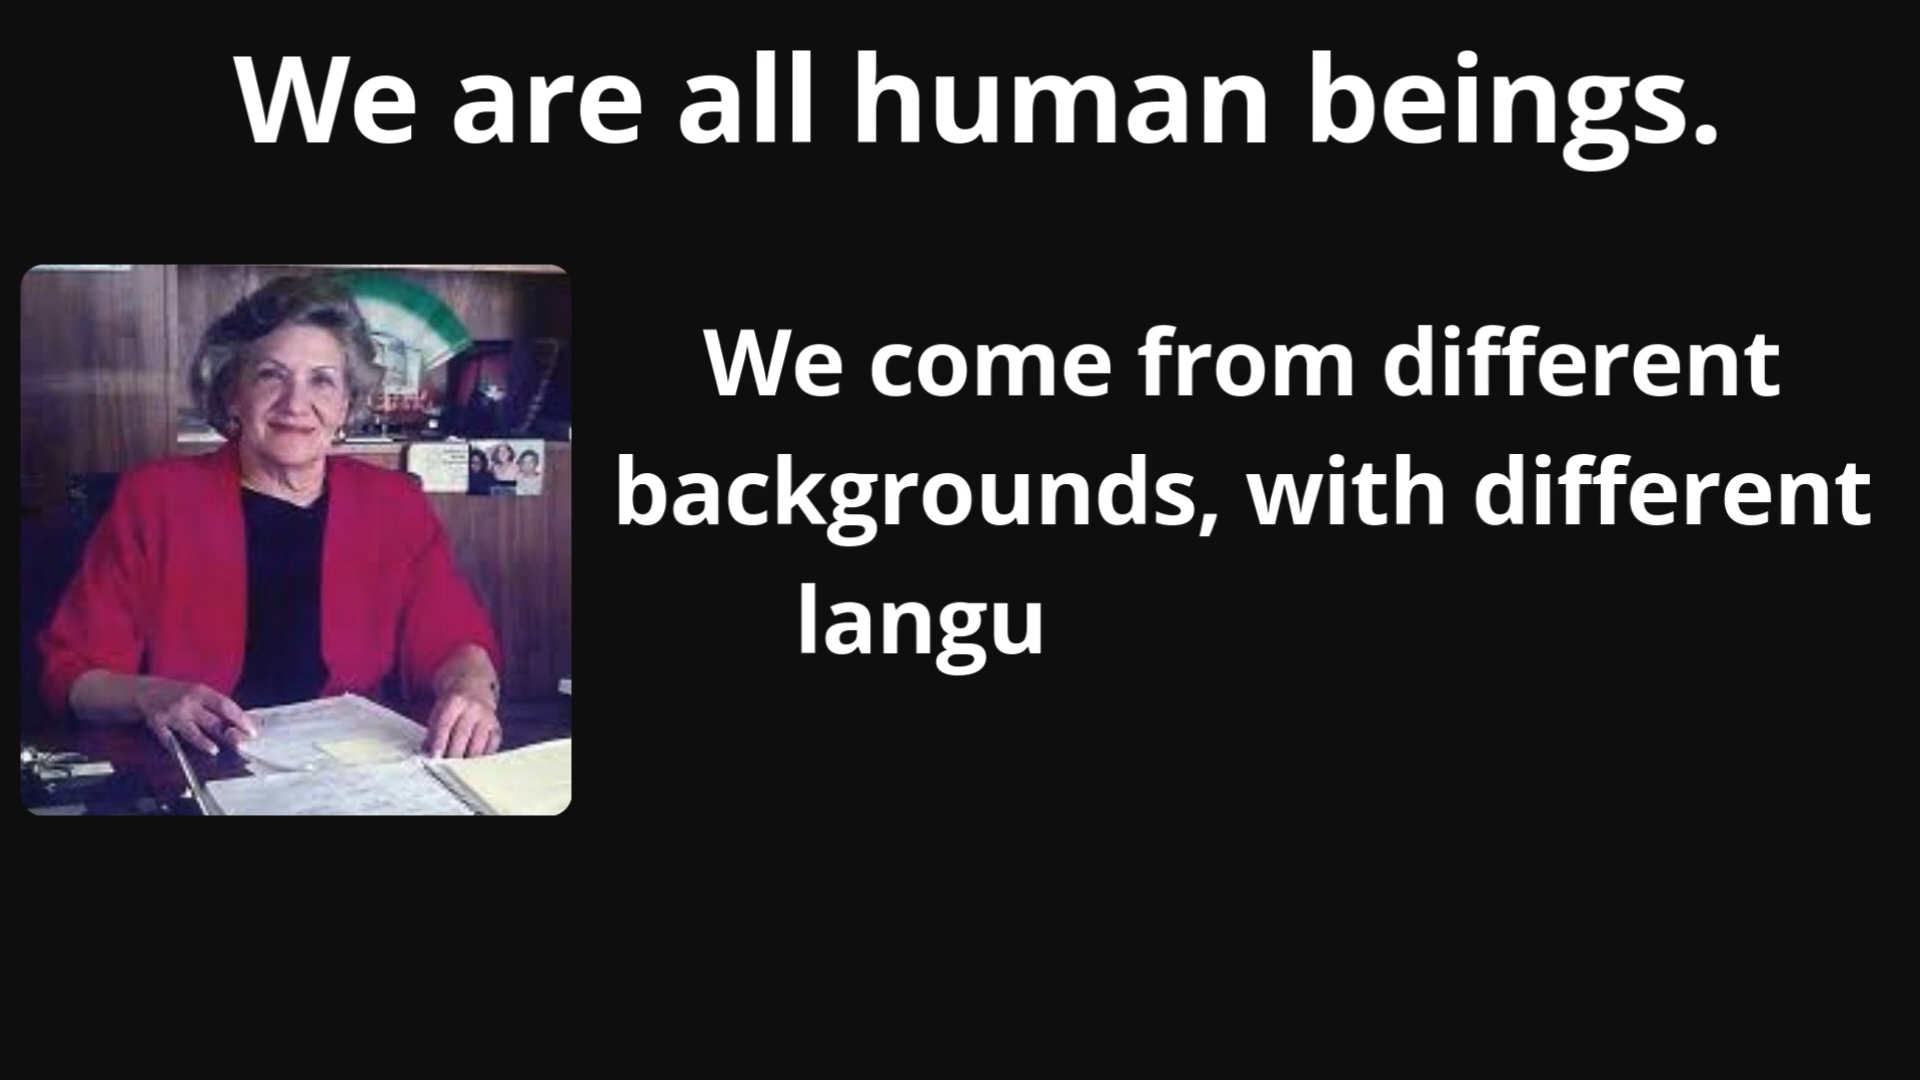 We are all human beings.
We come from different
backgrounds, with different
langu